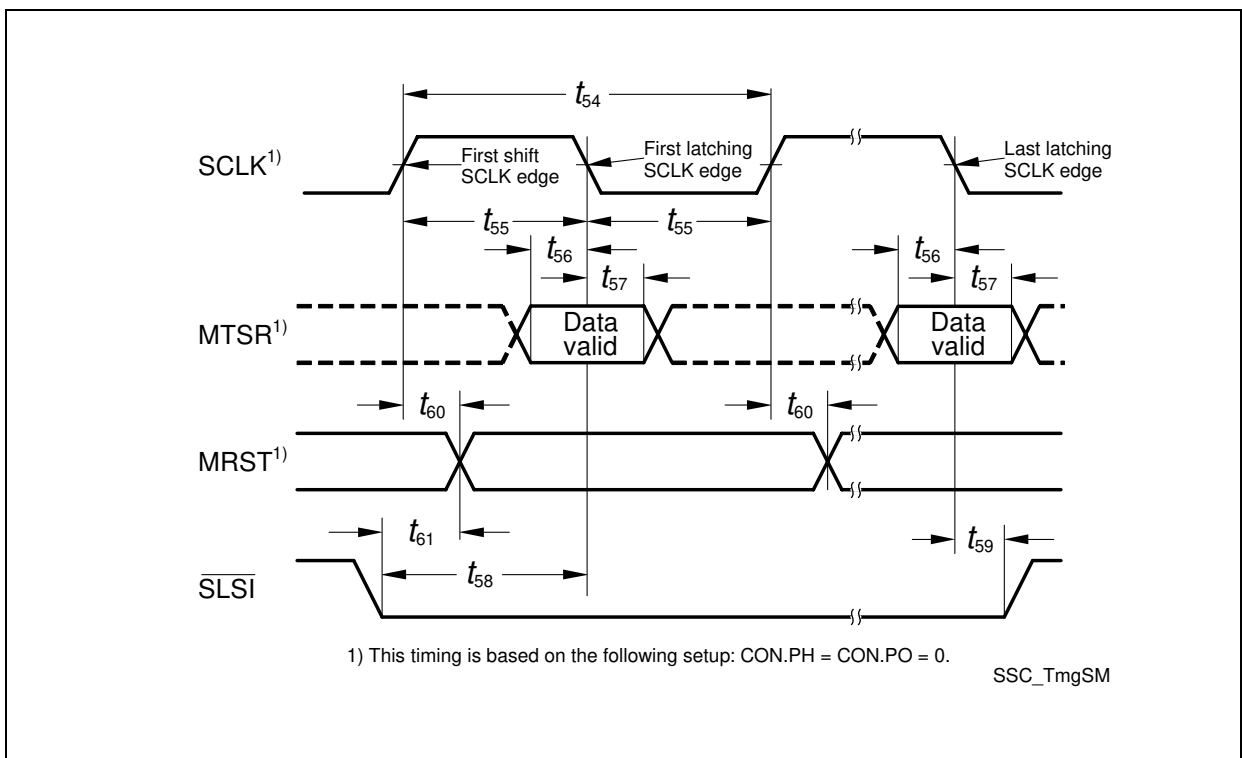 t54
SCLK1)
First shift
SCLK edge
First latching
SCLK edge
Last latching
SCLK edge
t55
t55
t56
t56
t57
t57
MTSR1)
Data
valid
Data
valid
t60
t60
MRST1)
t61
t59
t58
SLSI
1) This timing is based on the following setup: CON.PH = CON.PO = 0.
SSC_TmgSM